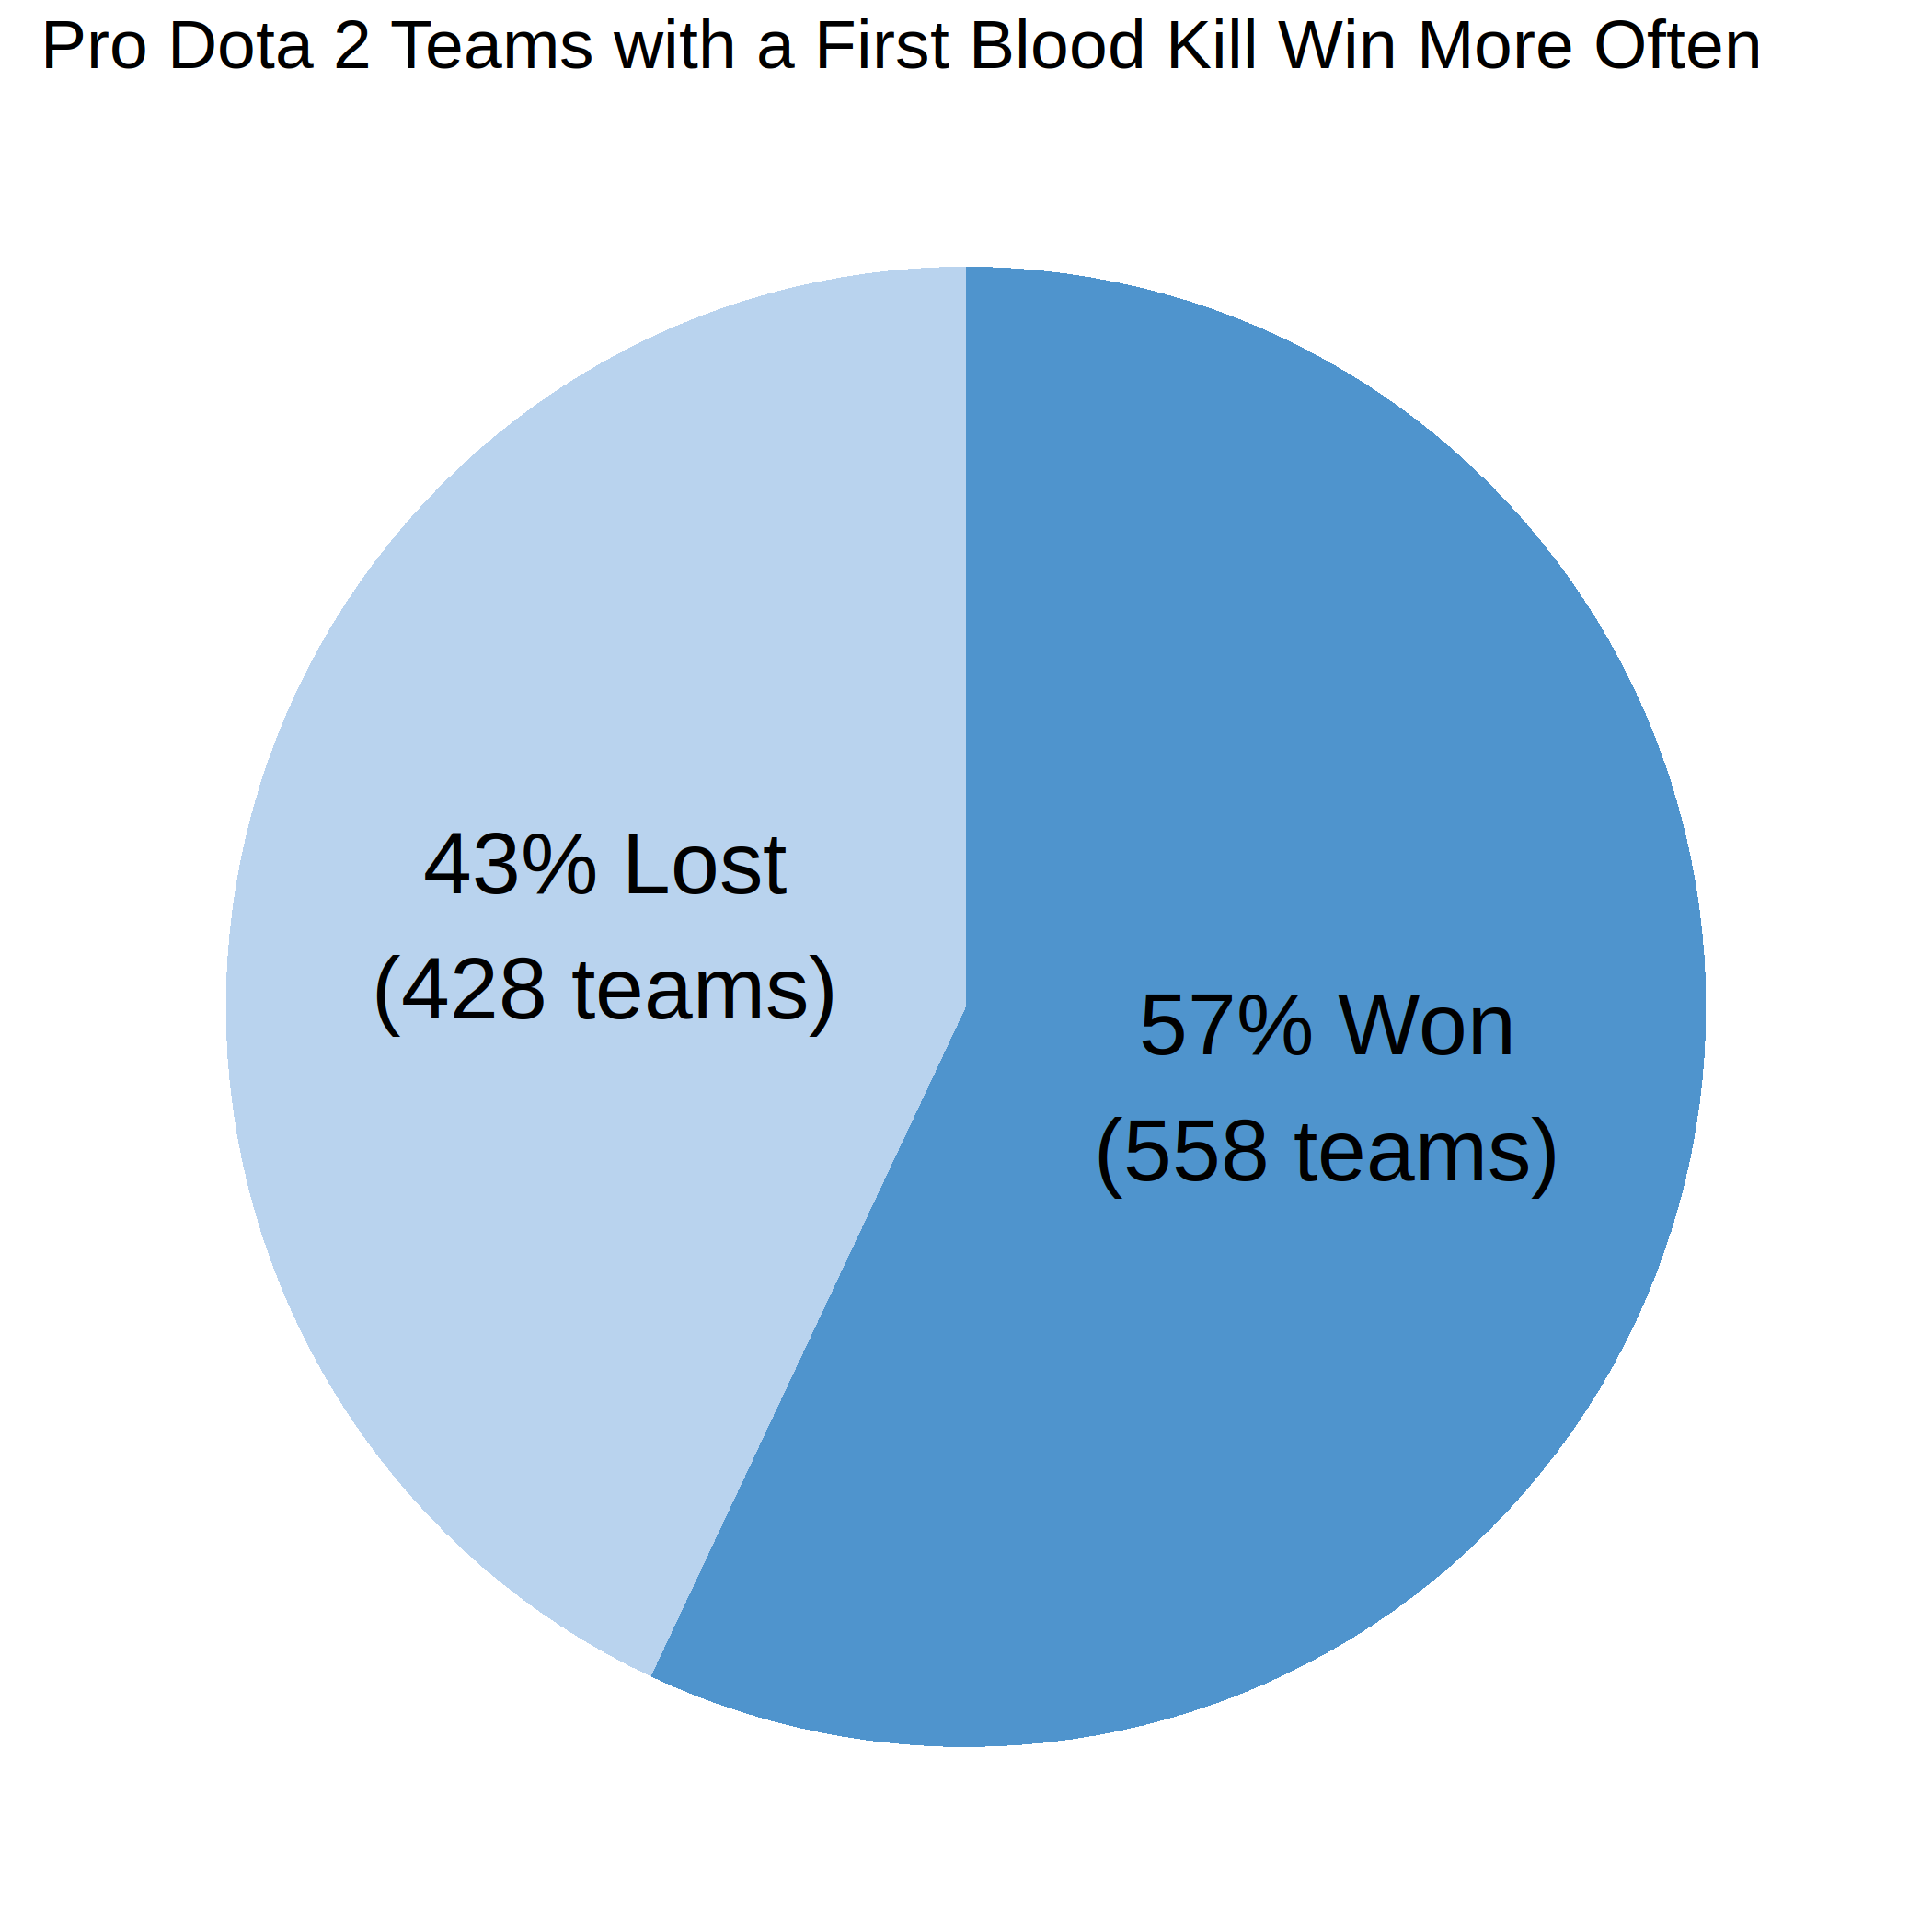 Pro Dota 2 Teams with a First Blood Kill Win More Often
43% Lost
(428 teams)
57% Won
(558 teams)